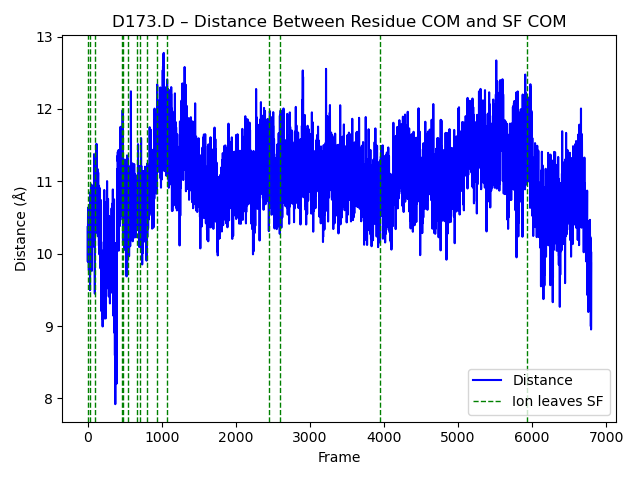 D173.D – Distance Between Residue COM and SF COM
Distance (Å)
13
12
11
10
9
8
Distance
Ion leaves SF
0 1000 2000 3000 4000 5000 6000 7000
Frame